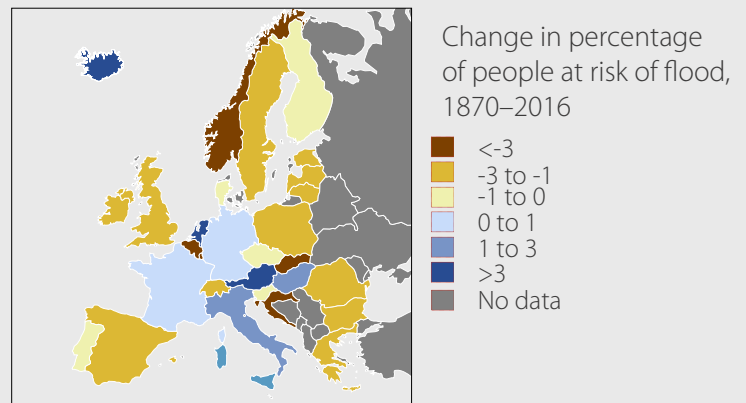 Change in percentage
of people at risk of flood,
1870–2016
<-3
-3 to -1
-1 to 0
0 to 1
1 to 3
>3
No data